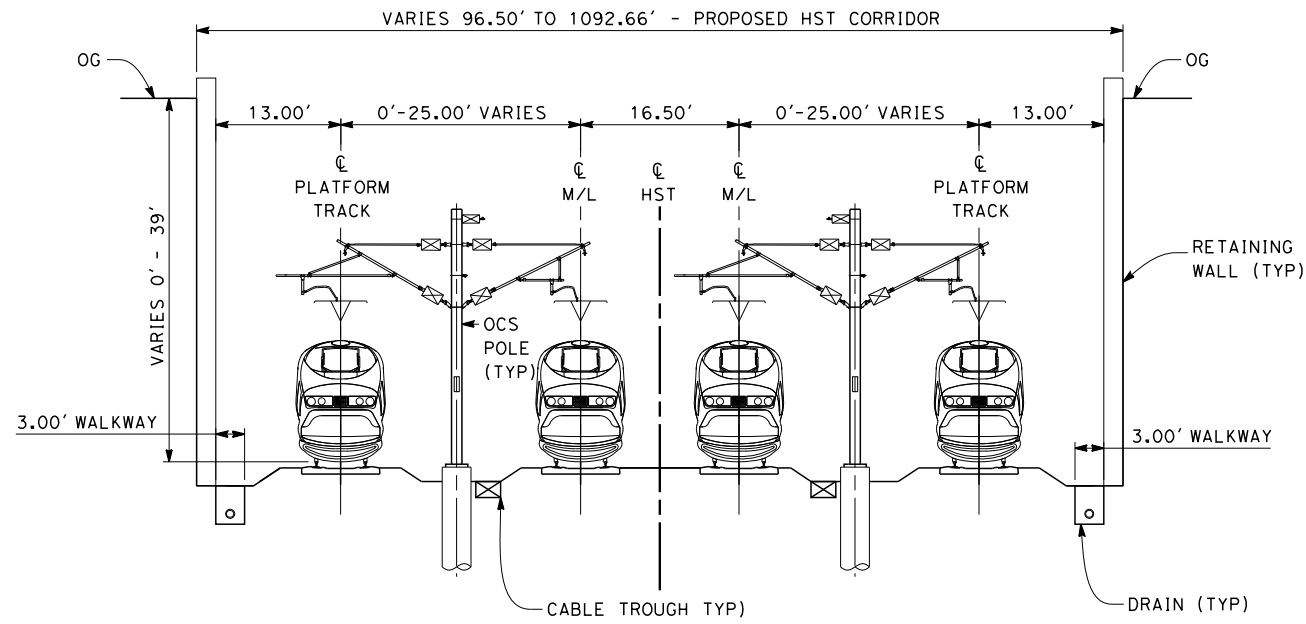 VARIES 96.50' TO 1092.66' - PROPOSED HST CORRIDOR
OG
OG
13.00'
0'-25.00' VARIES
16.50'
0'-25.00' VARIES
13.00'
℄
PLATFORM
TRACK
℄
M/L
℄
HST
℄
M/L
℄
PLATFORM
TRACK
VARIES 0' - 39'
RETAINING
WALL (TYP)
OCS
POLE
(TYP)
3.00' WALKWAY
3.00' WALKWAY
CABLE TROUGH TYP)
DRAIN (TYP)